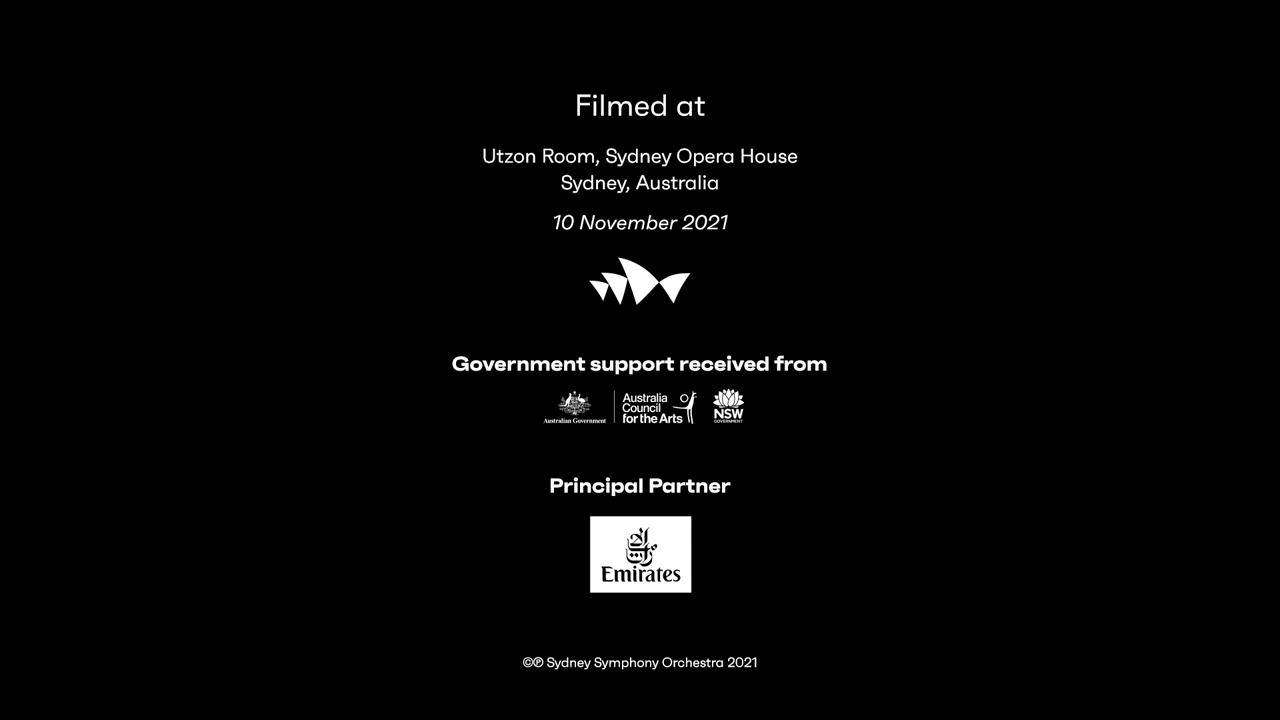 Filmed at
Utzon Room, Sydney Opera House
Sydney, Australia
10 November 2021
Government support received from
Australian Government
Australia
Council
for the Arts
NSW
GOVERNMENT
Principal Partner
Emirates
©℗ Sydney Symphony Orchestra 2021